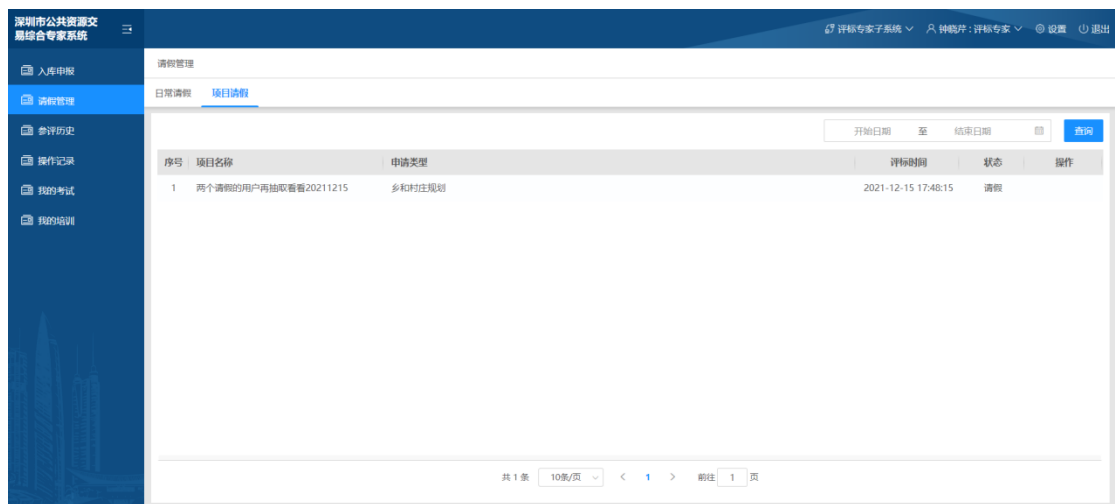 深圳市公共资源交
易综合专家系统
评标专家子系统 钟晓芹:评标专家 设置 退出
入库申报
请假管理
参评历史
操作记录
我的考试
我的培训
请假管理
日常请假 项目请假
开始日期 至 结束日期 查询
序号 项目名称 申请类型 评标时间 状态 操作
1 两个请假的用户再抽取看看20211215 乡和村庄规划 2021-12-15 17:48:15 请假
共 1 条 10条/页 < 1 > 前往 1 页